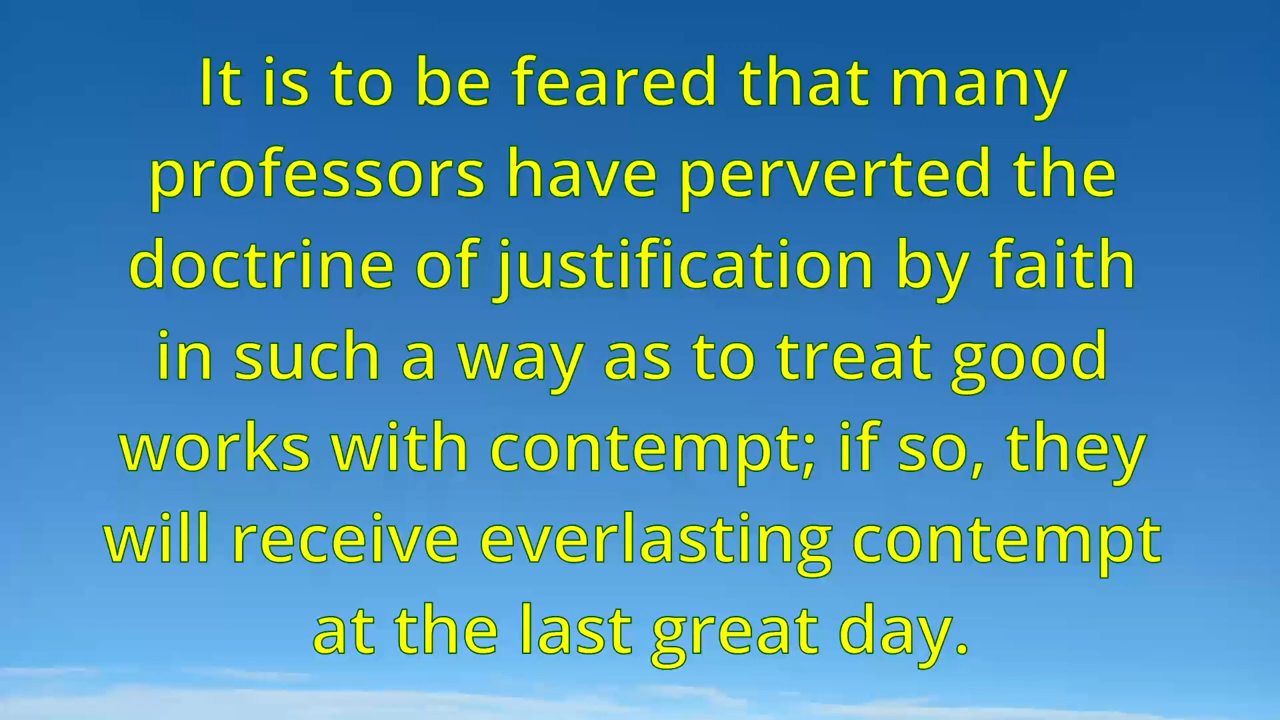 It is to be feared that many
professors have perverted the
doctrine of justification by faith
in such a way as to treat good
works with contempt; if so, they
will receive everlasting contempt
at the last great day.